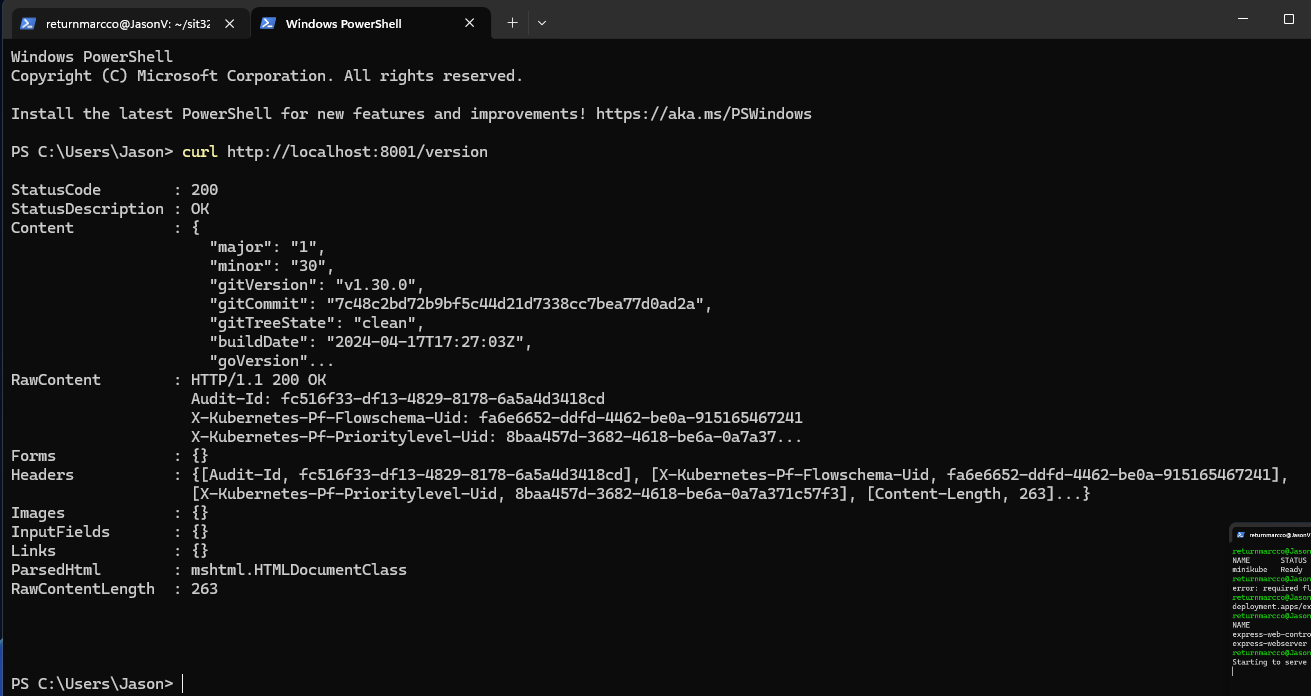 returnmarcco@JasonV: ~/sit32
Windows PowerShell
Windows PowerShell
Copyright (C) Microsoft Corporation. All rights reserved.
Install the latest PowerShell for new features and improvements! https://aka.ms/PSWindows
PS C:\Users\Jason> curl http://localhost:8001/version
StatusCode : 200
StatusDescription : OK
Content : {
"major": "1",
"minor": "30",
"gitVersion": "v1.30.0",
"gitCommit": "7c48c2bd72b9bf5c44d21d7338cc7bea77d0ad2a",
"gitTreeState": "clean",
"buildDate": "2024-04-17T17:27:03Z",
"goVersion"...
RawContent : HTTP/1.1 200 OK
Audit-Id: fc516f33-df13-4829-8178-6a5a4d3418cd
X-Kubernetes-Pf-Flowschema-Uid: fa6e6652-ddfd-4462-be0a-915165467241
X-Kubernetes-Pf-Prioritylevel-Uid: 8baa457d-3682-4618-be6a-0a7a37...
Forms : {}
Headers : {[Audit-Id, fc516f33-df13-4829-8178-6a5a4d3418cd], [X-Kubernetes-Pf-Flowschema-Uid, fa6e6652-ddfd-4462-be0a-915165467241],
[X-Kubernetes-Pf-Prioritylevel-Uid, 8baa457d-3682-4618-be6a-0a7a371c57f3], [Content-Length, 263]...}
Images : {}
InputFields : {}
Links : {}
ParsedHtml : mshtml.HTMLDocumentClass
RawContentLength : 263
PS C:\Users\Jason>
returnmarcco@JasonV
returnmarcco@Jason
NAME STATUS
minikube Ready
returnmarcco@Jason
error: required fl
returnmarcco@Jason
deployment.apps/ex
returnmarcco@Jason
NAME
express-web-contro
express-webserver
returnmarcco@Jason
Starting to serve